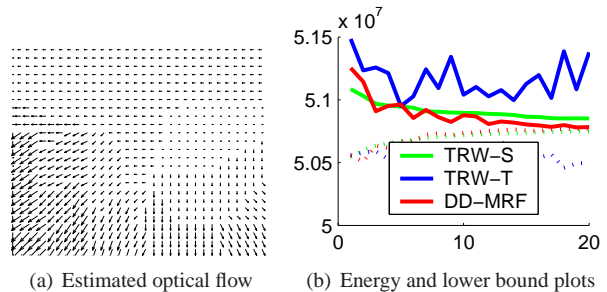 x 10^7
5.15
5.1
5.05
5
TRW-S
TRW-T
DD-MRF
0 10 20
(a) Estimated optical flow (b) Energy and lower bound plots